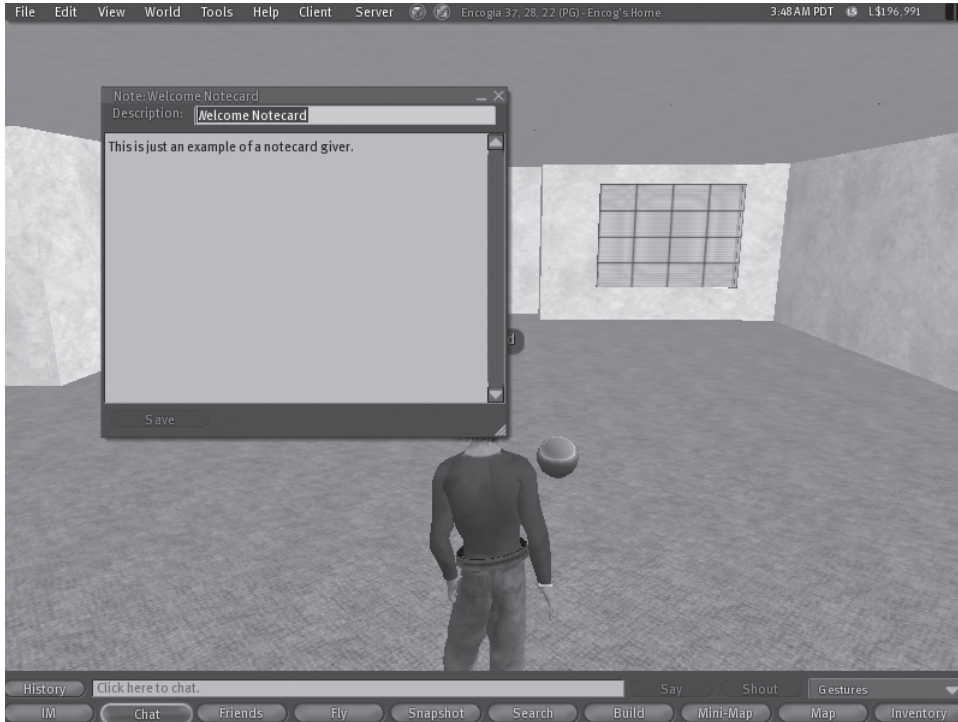 File Edit View World Tools Help Client Server Encogia 37, 28, 22 (PG) - Encog's Home 3:48 AM PDT L$196,991
Note: Welcome Notecard
Description: Welcome Notecard
This is just an example of a notecard giver.
d
Save
History Click here to chat. Say Shout Gestures
IM Chat Friends Fly Snapshot Search Build Mini-Map Map Inventory